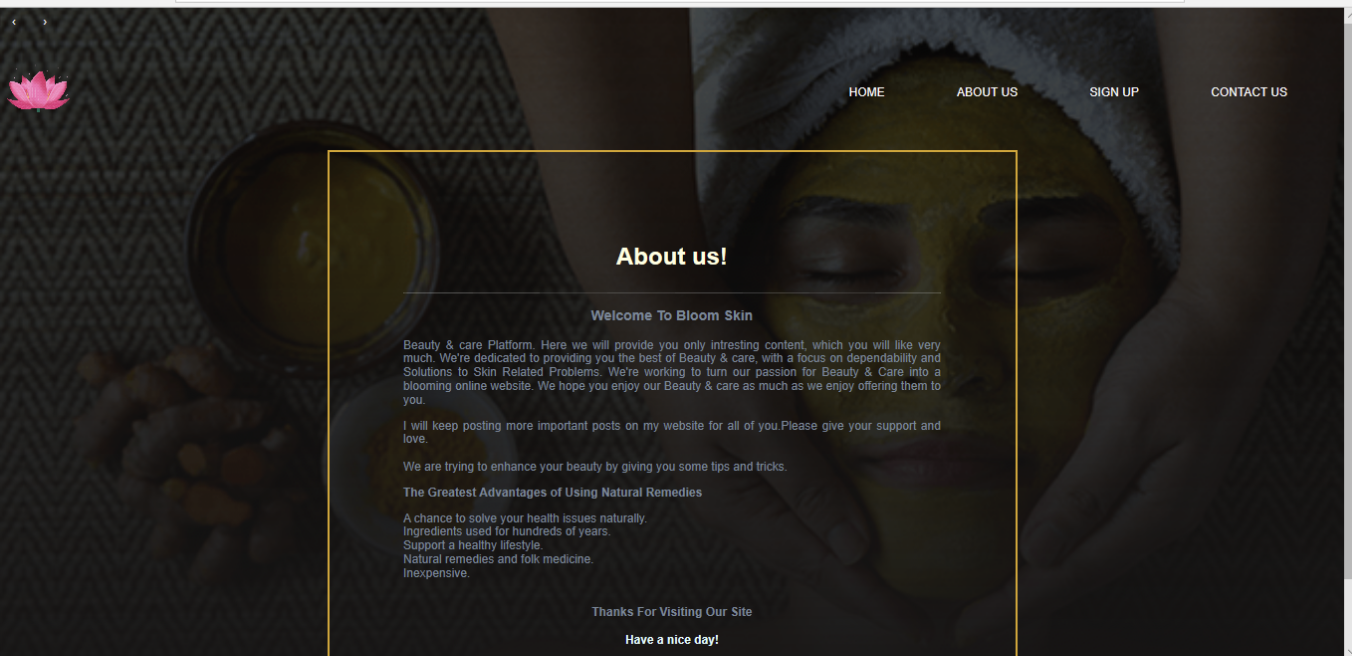 ‹ ›
HOME ABOUT US SIGN UP CONTACT US
About us!
Welcome To Bloom Skin
Beauty & care Platform. Here we will provide you only intresting content, which you will like very
much. We're dedicated to providing you the best of Beauty & care, with a focus on dependability and
Solutions to Skin Related Problems. We're working to turn our passion for Beauty & Care into a
blooming online website. We hope you enjoy our Beauty & care as much as we enjoy offering them to
you.
I will keep posting more important posts on my website for all of you.Please give your support and
love.
We are trying to enhance your beauty by giving you some tips and tricks.
The Greatest Advantages of Using Natural Remedies
A chance to solve your health issues naturally.
Ingredients used for hundreds of years.
Support a healthy lifestyle.
Natural remedies and folk medicine.
Inexpensive.
Thanks For Visiting Our Site
Have a nice day!